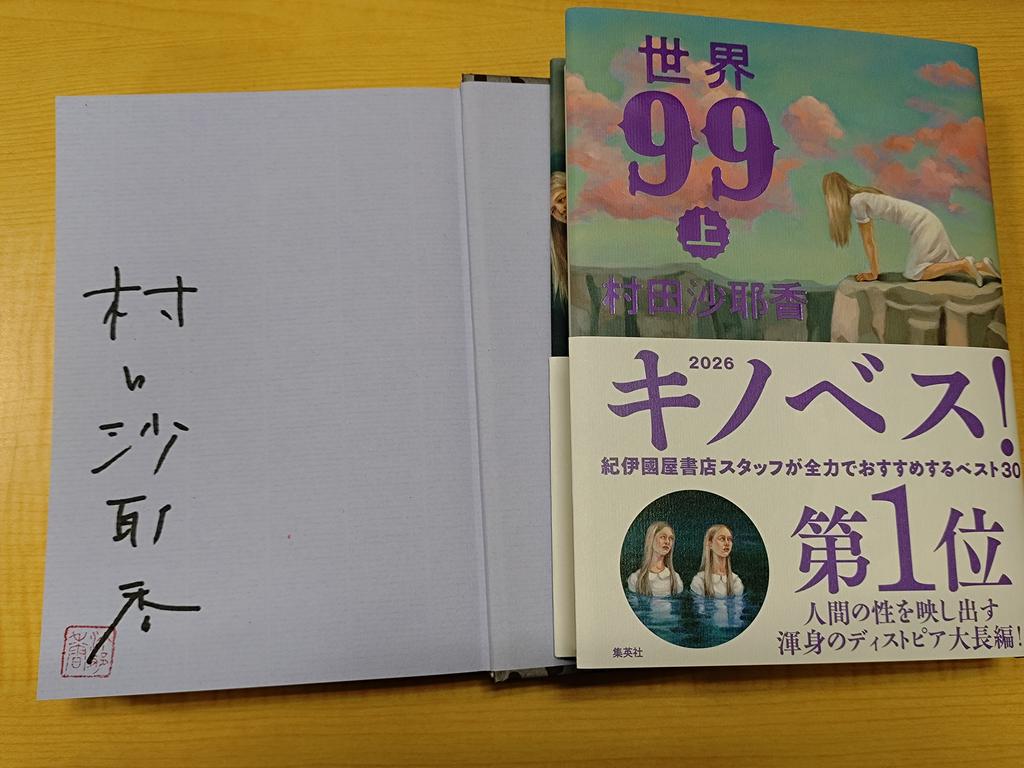 村田沙耶香
世界
99
上
村田沙耶香
2026
キノベス!
紀伊國屋書店スタッフが全力でおすすめするベスト30
第1位
人間の性を映し出す
渾身のディストピア大長編!
集英社